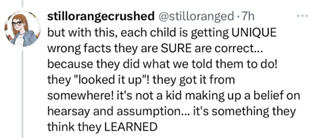 stillorangecrushed @stilloranged · 7h
but with this, each child is getting UNIQUE
wrong facts they are SURE are correct...
because they did what we told them to do!
they "looked it up"! they got it from
somewhere! it's not a kid making up a belief on
hearsay and assumption... it's something they
think they LEARNED